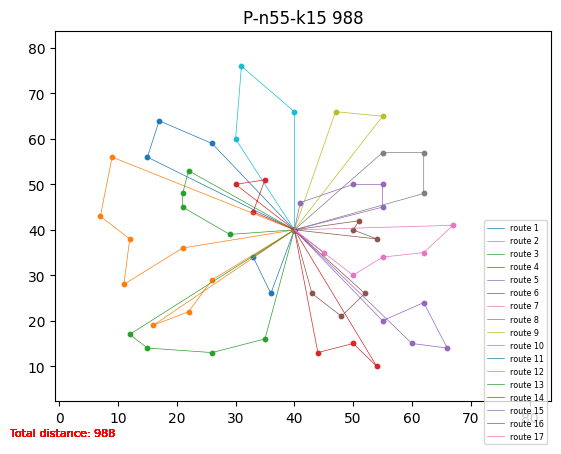 P-n55-k15 988
80
70
60
50
40
30
20
10
0
10
20
30
40
50
60
70
80
route 1
route 2
route 3
route 4
route 5
route 6
route 7
route 8
route 9
route 10
route 11
route 12
route 13
route 14
route 15
route 16
route 17
Total distance: